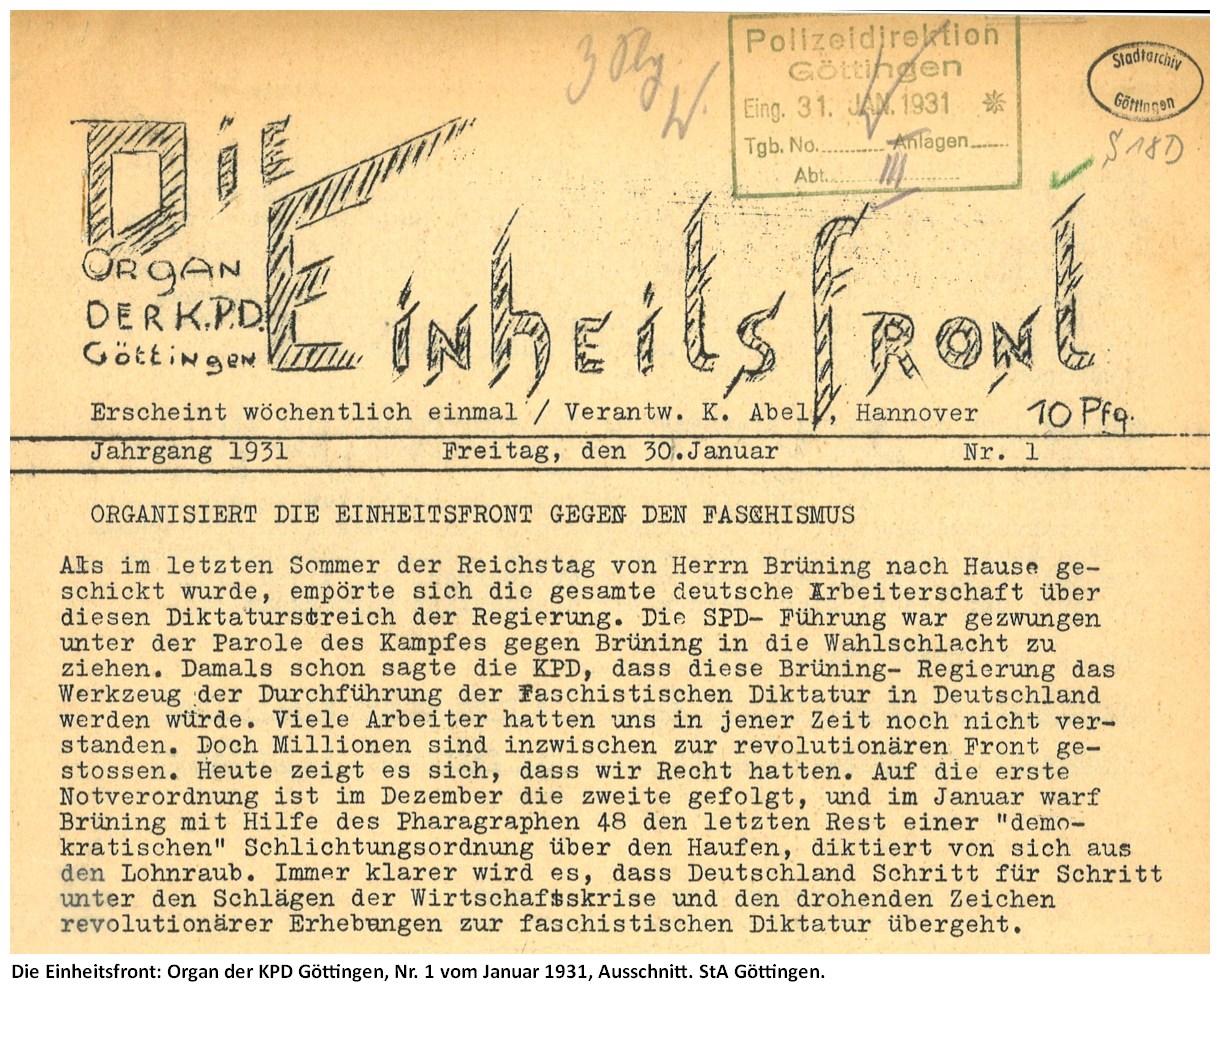 3 Plg
W.
Polizeidirektion
Göttingen
Eing. 31. JAN. 1931
Tgb. No. Anlagen
Abt. III
Stadtarchiv
Göttingen
S 18 D
Die
Einheitsfront
ORGAN
DER K.P.D.
Göttingen
Erscheint wöchentlich einmal / Verantw. K. Abel, Hannover 10 Pfg.
Jahrgang 1931 Freitag, den 30.Januar Nr. 1
ORGANISIERT DIE EINHEITSFRONT GEGEN DEN FASCHISMUS
Als im letzten Sommer der Reichstag von Herrn Brüning nach Hause ge-
schickt wurde, empörte sich die gesamte deutsche Arbeiterschaft über
diesen Diktaturstreich der Regierung. Die SPD- Führung war gezwungen
unter der Parole des Kampfes gegen Brüning in die Wahlschlacht zu
ziehen. Damals schon sagte die KPD, dass diese Brüning- Regierung das
Werkzeug der Durchführung der Faschistischen Diktatur in Deutschland
werden würde. Viele Arbeiter hatten uns in jener Zeit noch nicht ver-
standen. Doch Millionen sind inzwischen zur revolutionären Front ge-
stossen. Heute zeigt es sich, dass wir Recht hatten. Auf die erste
Notverordnung ist im Dezember die zweite gefolgt, und im Januar warf
Brüning mit Hilfe des Pharagraphen 48 den letzten Rest einer "demo-
kratischen" Schlichtungsordnung über den Haufen, diktiert von sich aus
den Lohnraub. Immer klarer wird es, dass Deutschland Schritt für Schritt
unter den Schlägen der Wirtschaftskrise und den drohenden Zeichen
revolutionärer Erhebungen zur faschistischen Diktatur übergeht.
Die Einheitsfront: Organ der KPD Göttingen, Nr. 1 vom Januar 1931, Ausschnitt. StA Göttingen.